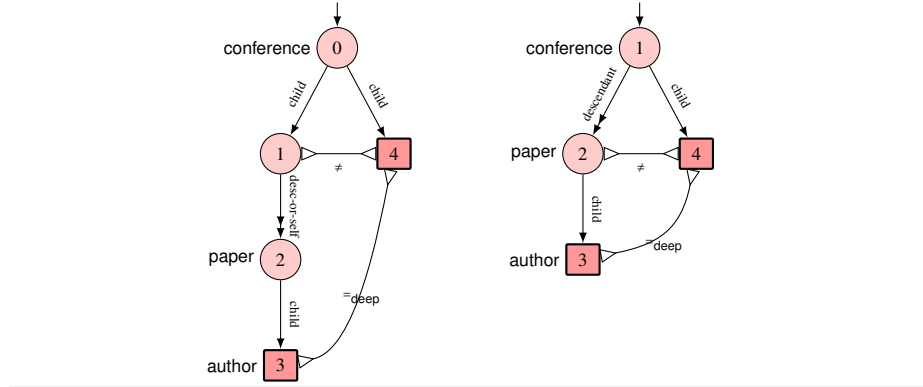 conference 0
child
child
1
≠
4
desc-or-self
paper 2
child
=deep
author 3
conference 1
descendant
child
paper 2
≠
4
child
=deep
author 3